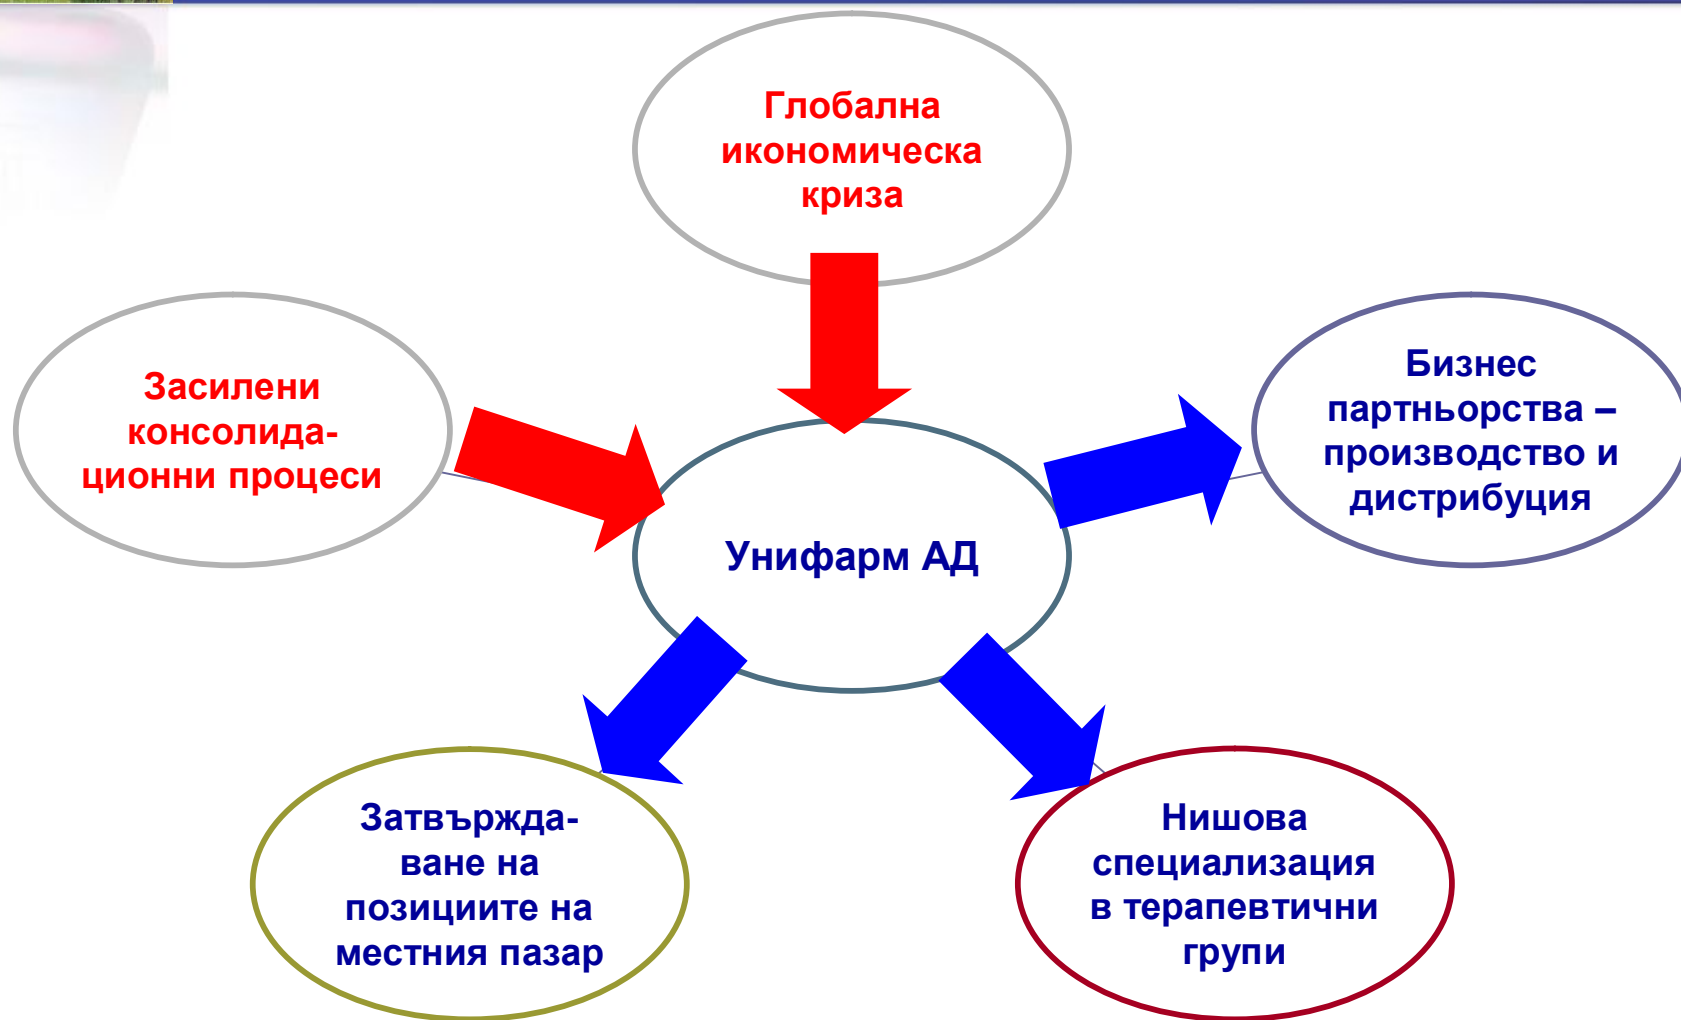 Глобална
икономическа
криза
Засилени
консолида-
ционни процеси
Бизнес
партньорства –
производство и
дистрибуция
Унифарм АД
Затвържда-
ване на
позициите на
местния пазар
Нишова
специализация
в терапевтични
групи